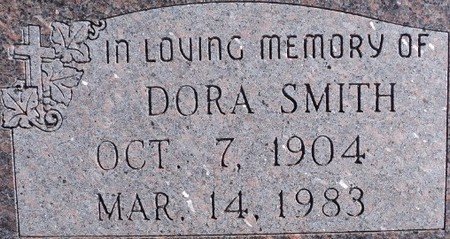 IN LOVING MEMORY OF
DORA SMITH
OCT. 7, 1904
MAR. 14, 1983